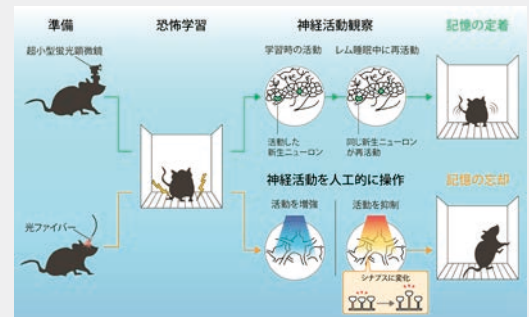 準備
恐怖学習
神経活動観察
記憶の定着
超小型蛍光顕微鏡
学習時の活動
レム睡眠中に再活動
活動した
新生ニューロン
同じ新生ニューロン
が再活動
神経活動を人工的に操作
記憶の忘却
光ファイバー
活動を増強
活動を抑制
シナプスに変化